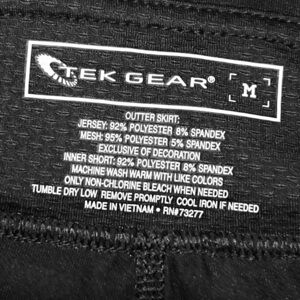 TEK GEAR® M
OUTTER SKIRT:
JERSEY: 92% POLYESTER 8% SPANDEX
MESH: 95% POLYESTER 5% SPANDEX
EXCLUSIVE OF DECORATION
INNER SHORT: 92% POLYESTER 8% SPANDEX
MACHINE WASH WARM WITH LIKE COLORS
ONLY NON-CHLORINE BLEACH WHEN NEEDED
TUMBLE DRY LOW REMOVE PROMPTLY COOL IRON IF NEEDED
MADE IN VIETNAM • RN#73277